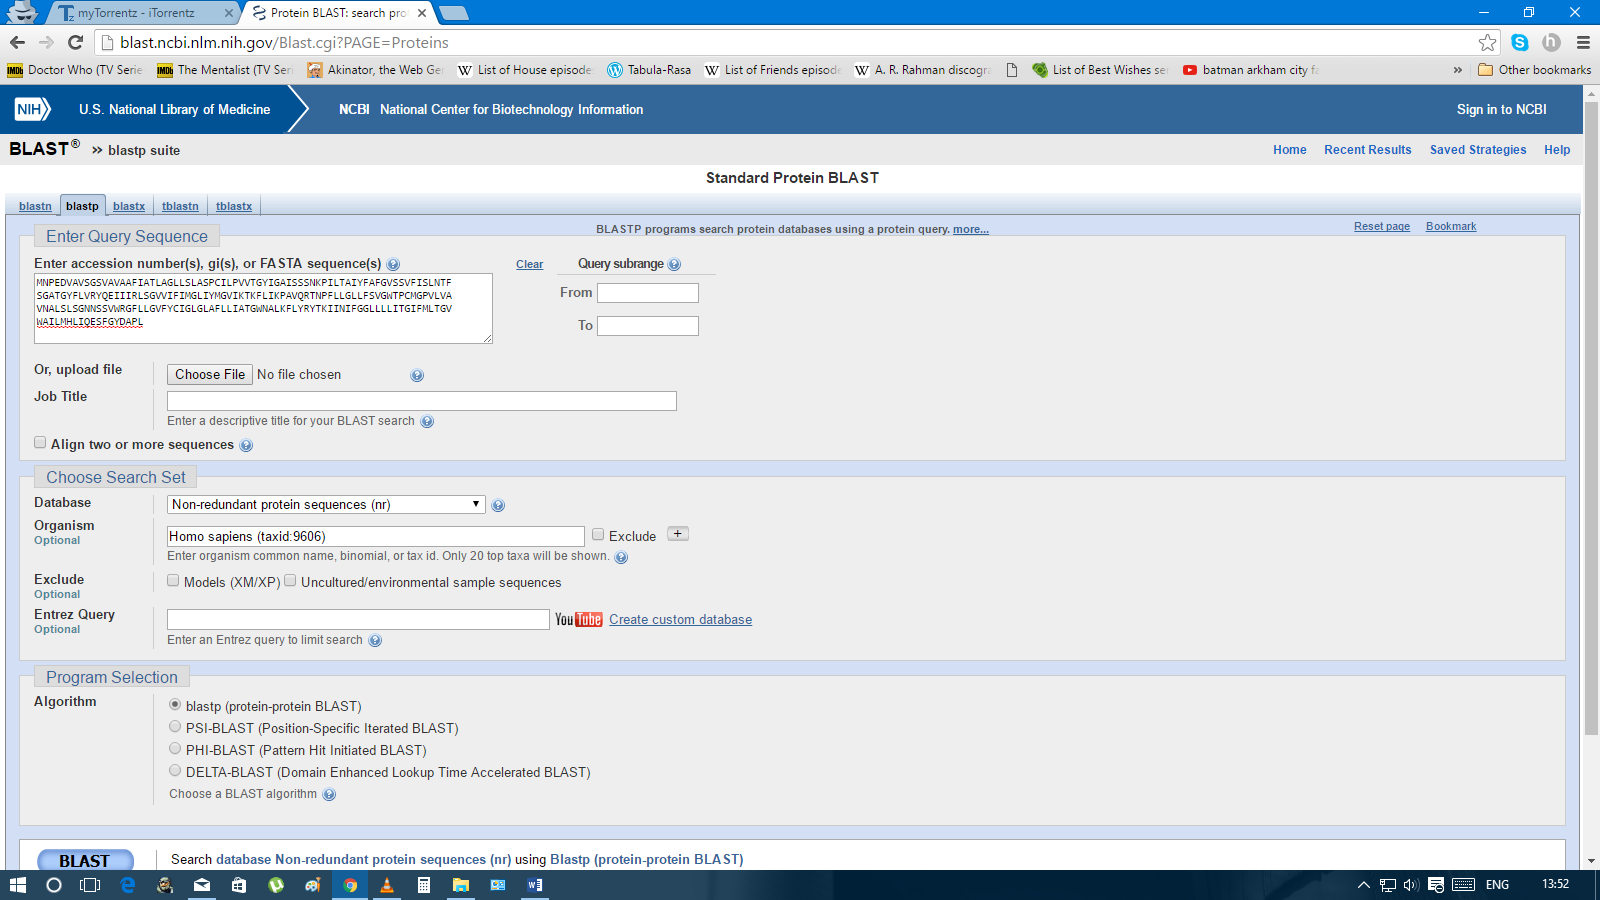 myTorrentz - iTorrentz
Protein BLAST: search pro
blast.ncbi.nlm.nih.gov/Blast.cgi?PAGE=Proteins
Doctor Who (TV Serie
The Mentalist (TV Seri
Akinator, the Web Ge
List of House episode
Tabula-Rasa
List of Friends episode
A. R. Rahman discogra
List of Best Wishes se
batman arkham city fa
» Other bookmarks
NIH U.S. National Library of Medicine NCBI National Center for Biotechnology Information Sign in to NCBI
BLAST® » blastp suite Home Recent Results Saved Strategies Help
Standard Protein BLAST
blastn blastp blastx tblastn tblastx
Enter Query Sequence BLASTP programs search protein databases using a protein query. more... Reset page Bookmark
Enter accession number(s), gi(s), or FASTA sequence(s) Clear Query subrange
MNPEDVAVSGSVAVAAFIATLAGLLSLASPCILPVVTGYIGAISSSNKPILTAIYFAFGVSSVFISLNTF
SGATGYFLVRYQEIIIRLSGVVIFIMGLIYMGVIKTKFLIKPAVQRTNPFLLGLLFSVGWTPCMGPVLVA
VNALSLSGNNSSVWRGFLLGVFYCIGLGLAFLLIATGWNALKFLYRYTKIINIFGGLLLLITGIFMLTGV
WAILMHLIQESFGYDAPL
From
To
Or, upload file Choose File No file chosen
Job Title
Enter a descriptive title for your BLAST search
Align two or more sequences
Choose Search Set
Database Non-redundant protein sequences (nr)
Organism
Optional
Homo sapiens (taxid:9606) Exclude +
Enter organism common name, binomial, or tax id. Only 20 top taxa will be shown.
Exclude
Optional
Models (XM/XP) Uncultured/environmental sample sequences
Entrez Query
Optional
YouTube Create custom database
Enter an Entrez query to limit search
Program Selection
Algorithm
blastp (protein-protein BLAST)
PSI-BLAST (Position-Specific Iterated BLAST)
PHI-BLAST (Pattern Hit Initiated BLAST)
DELTA-BLAST (Domain Enhanced Lookup Time Accelerated BLAST)
Choose a BLAST algorithm
BLAST Search database Non-redundant protein sequences (nr) using Blastp (protein-protein BLAST)
ENG 13:52